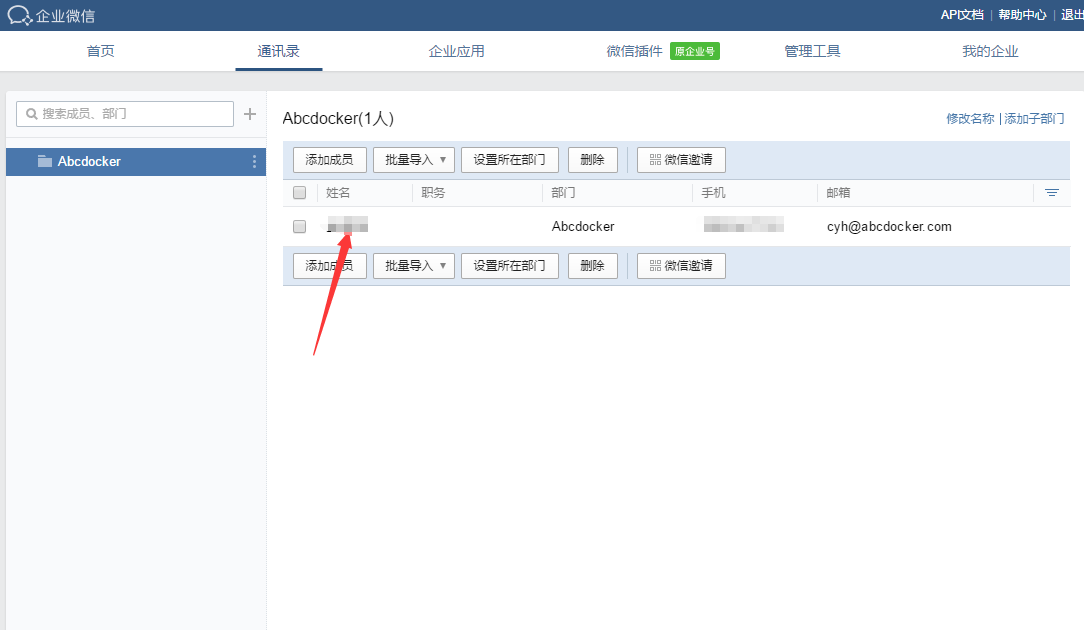 企业微信
API文档 | 帮助中心 | 退出
首页 通讯录 企业应用 微信插件 原企业号 管理工具 我的企业
搜索成员、部门
Abcdocker
Abcdocker(1人)
修改名称 | 添加子部门
添加成员 批量导入 设置所在部门 删除 微信邀请
姓名 职务 部门 手机 邮箱
Abcdocker cyh@abcdocker.com
添加成员 批量导入 设置所在部门 删除 微信邀请